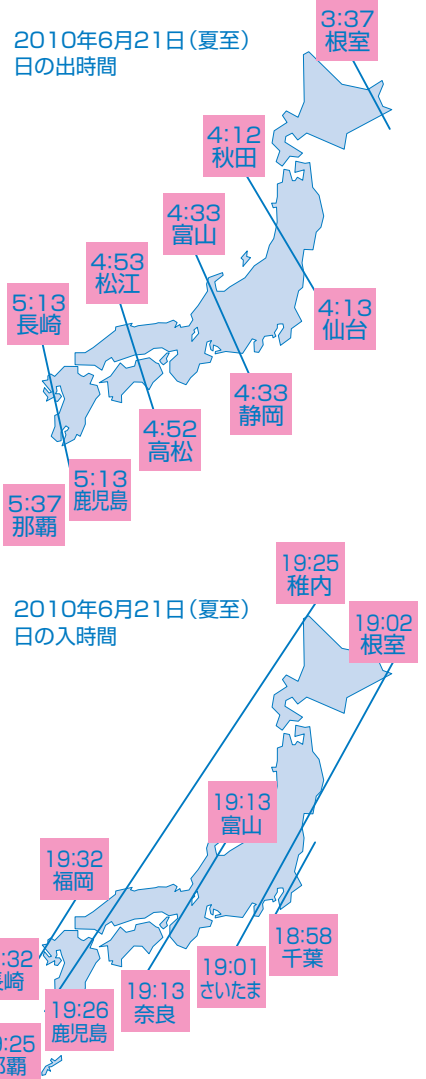 2010年6月21日（夏至）
日の出時間
3:37
根室
4:12
秋田
4:33
富山
4:53
松江
5:13
長崎
4:13
仙台
4:33
静岡
4:52
高松
5:13
鹿児島
5:37
那覇
2010年6月21日（夏至）
日の入時間
19:25
稚内
19:02
根室
19:13
富山
19:32
福岡
18:58
千葉
:32
崎
19:01
さいたま
19:13
奈良
19:26
鹿児島
:25
覇